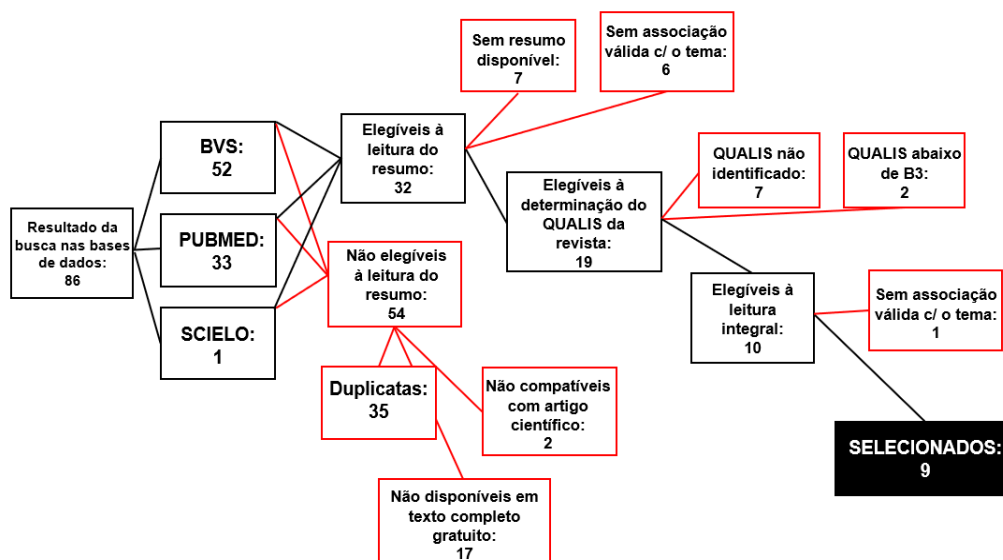 Resultado da
busca nas bases
de dados:
86
BVS:
52
PUBMED:
33
SCIELO:
1
Elegíveis à
leitura do
resumo:
32
Não elegíveis
à leitura do
resumo:
54
Duplicatas:
35
Não compatíveis
com artigo
científico:
2
Não disponíveis em
texto completo
gratuito:
17
Sem resumo
disponível:
7
Sem associação
válida c/ o tema:
6
Elegíveis à
determinação do
QUALIS da
revista:
19
QUALIS não
identificado:
7
QUALIS abaixo
de B3:
2
Elegíveis à
leitura
integral:
10
Sem associação
válida c/ o tema:
1
SELECIONADOS:
9